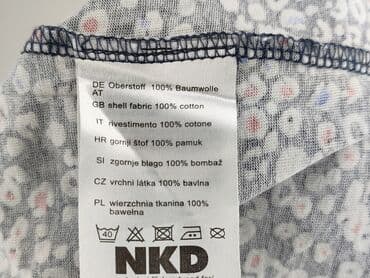 DE Oberstoff 100% Baumwolle
AT
GB shell fabric 100% cotton
IT rivestimento 100% cotone
HR gornji štof 100% pamuk
SI zgornje blago 100% bombaž
CZ vrchní látka 100% bavlna
PL wierzchnia tkanina 100%
bawełna
40
NKD